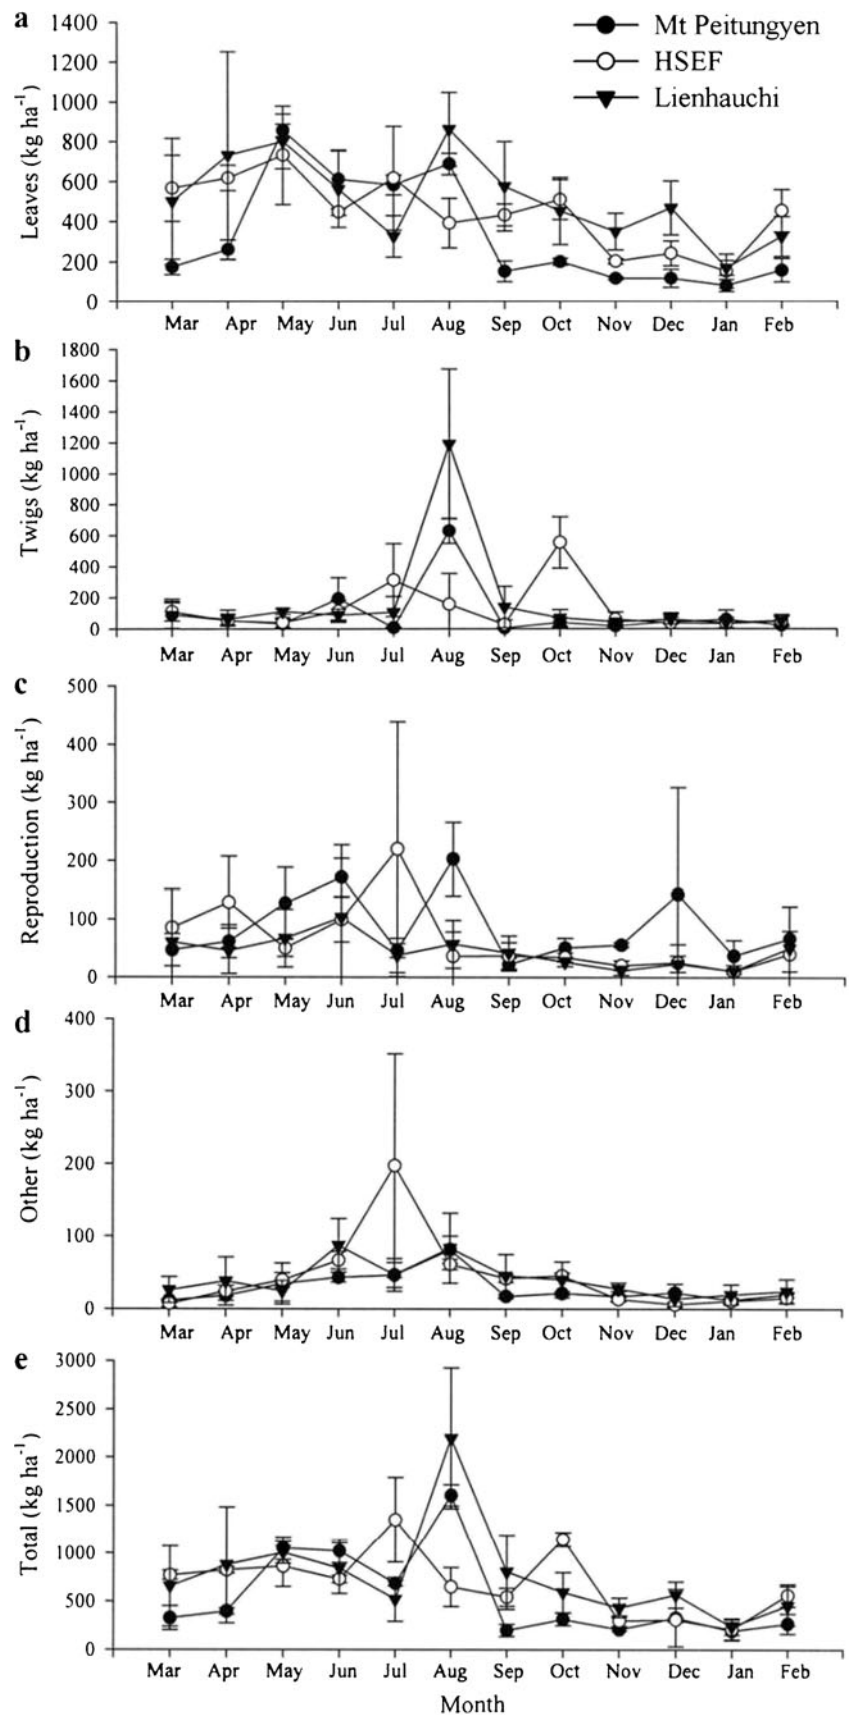 a
Mt Peitungyen
HSEF
Lienhauchi
Leaves (kg ha⁻¹)
1400
1200
1000
800
600
400
200
0
Mar Apr May Jun Jul Aug Sep Oct Nov Dec Jan Feb
b
Twigs (kg ha⁻¹)
1800
1600
1400
1200
1000
800
600
400
200
0
Mar Apr May Jun Jul Aug Sep Oct Nov Dec Jan Feb
c
Reproduction (kg ha⁻¹)
500
400
300
200
100
0
Mar Apr May Jun Jul Aug Sep Oct Nov Dec Jan Feb
d
Other (kg ha⁻¹)
400
300
200
100
0
Mar Apr May Jun Jul Aug Sep Oct Nov Dec Jan Feb
e
Total (kg ha⁻¹)
3000
2500
2000
1500
1000
500
0
Mar Apr May Jun Jul Aug Sep Oct Nov Dec Jan Feb
Month